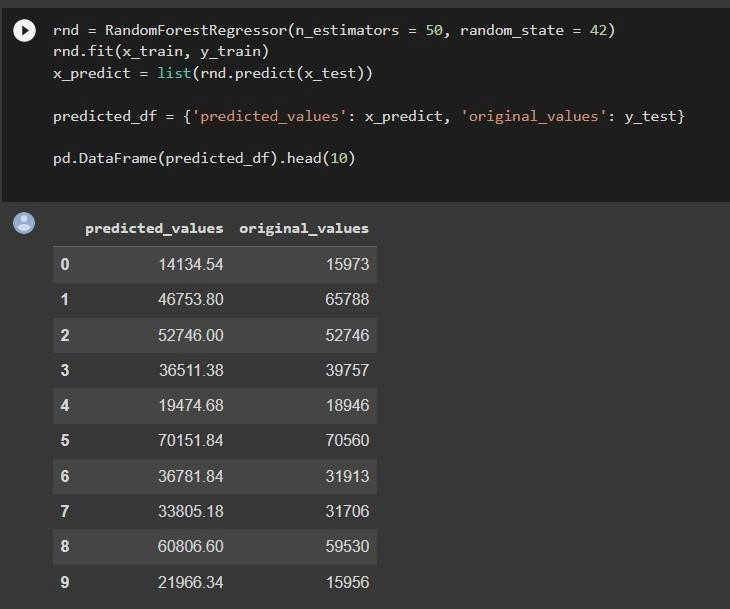 rnd = RandomForestRegressor(n_estimators = 50, random_state = 42)
rnd.fit(x_train, y_train)
x_predict = list(rnd.predict(x_test))
predicted_df = {'predicted_values': x_predict, 'original_values': y_test}
pd.DataFrame(predicted_df).head(10)
predicted_values original_values
0 14134.54 15973
1 46753.80 65788
2 52746.00 52746
3 36511.38 39757
4 19474.68 18946
5 70151.84 70560
6 36781.84 31913
7 33805.18 31706
8 60806.60 59530
9 21966.34 15956